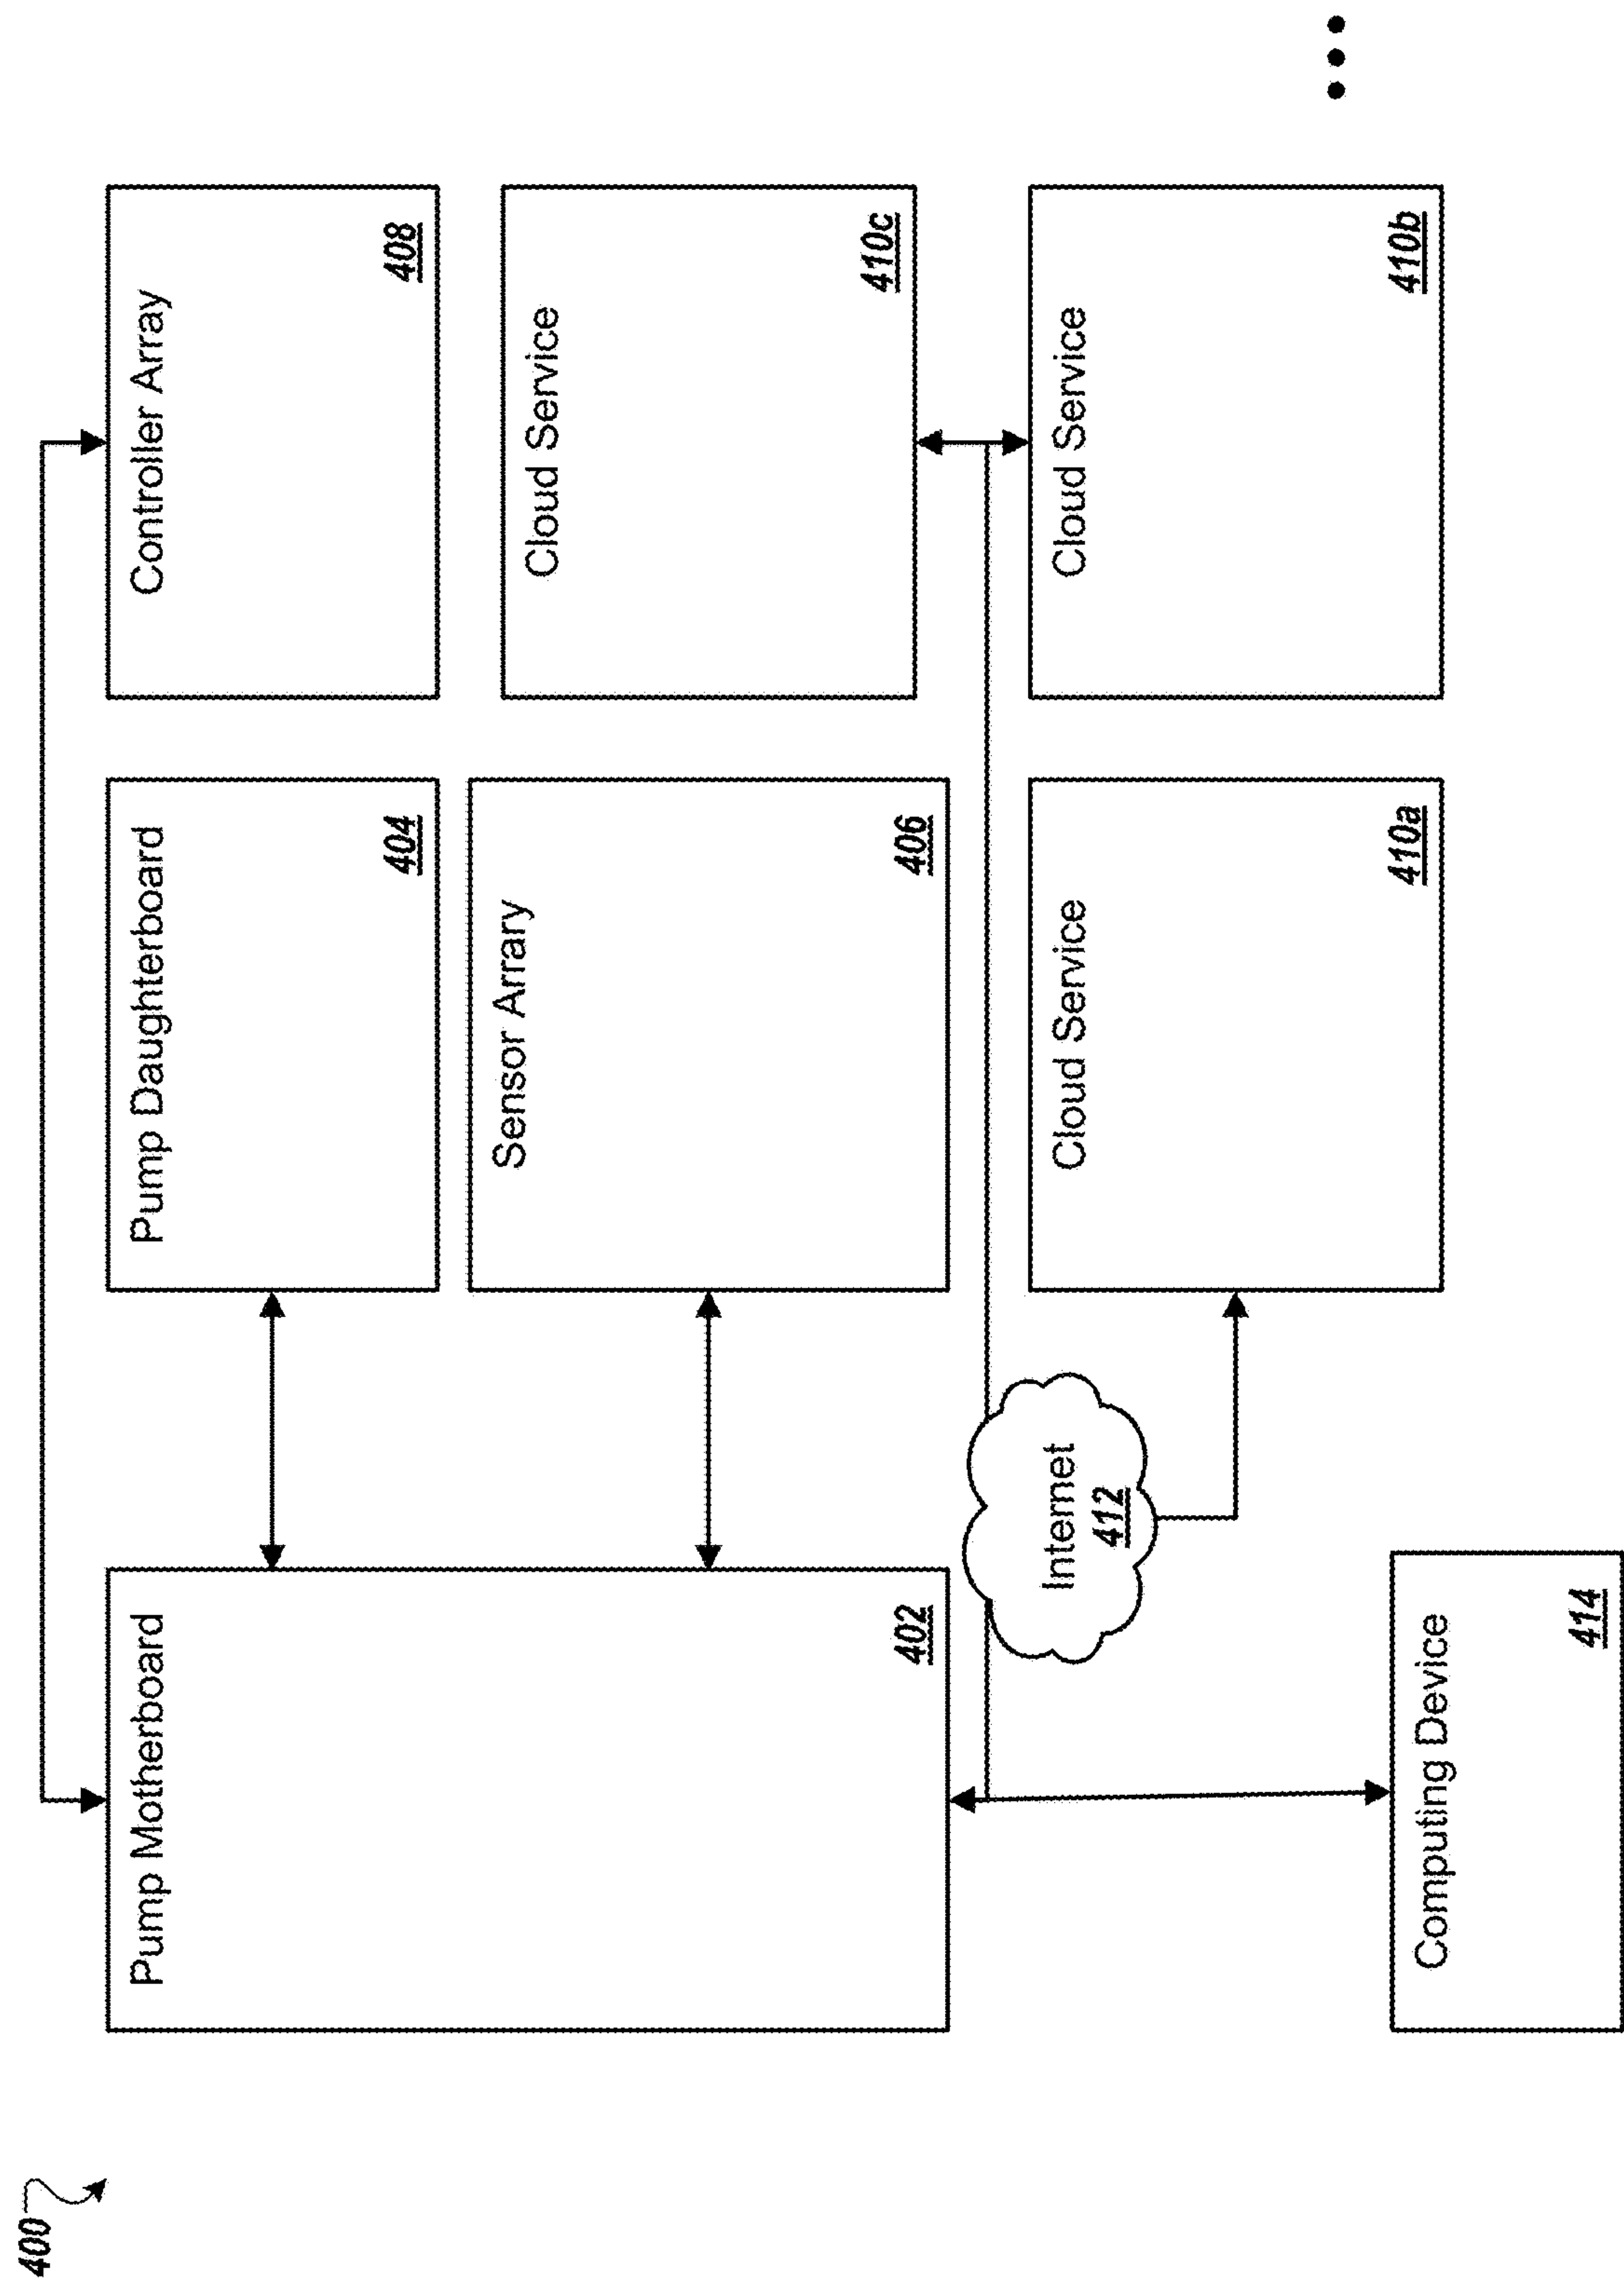 400
Pump Motherboard
402
Pump Daughterboard
404
Controller Array
408
Sensor Arrary
406
Cloud Service
410c
Internet
412
Cloud Service
410a
Cloud Service
410b
Computing Device
414